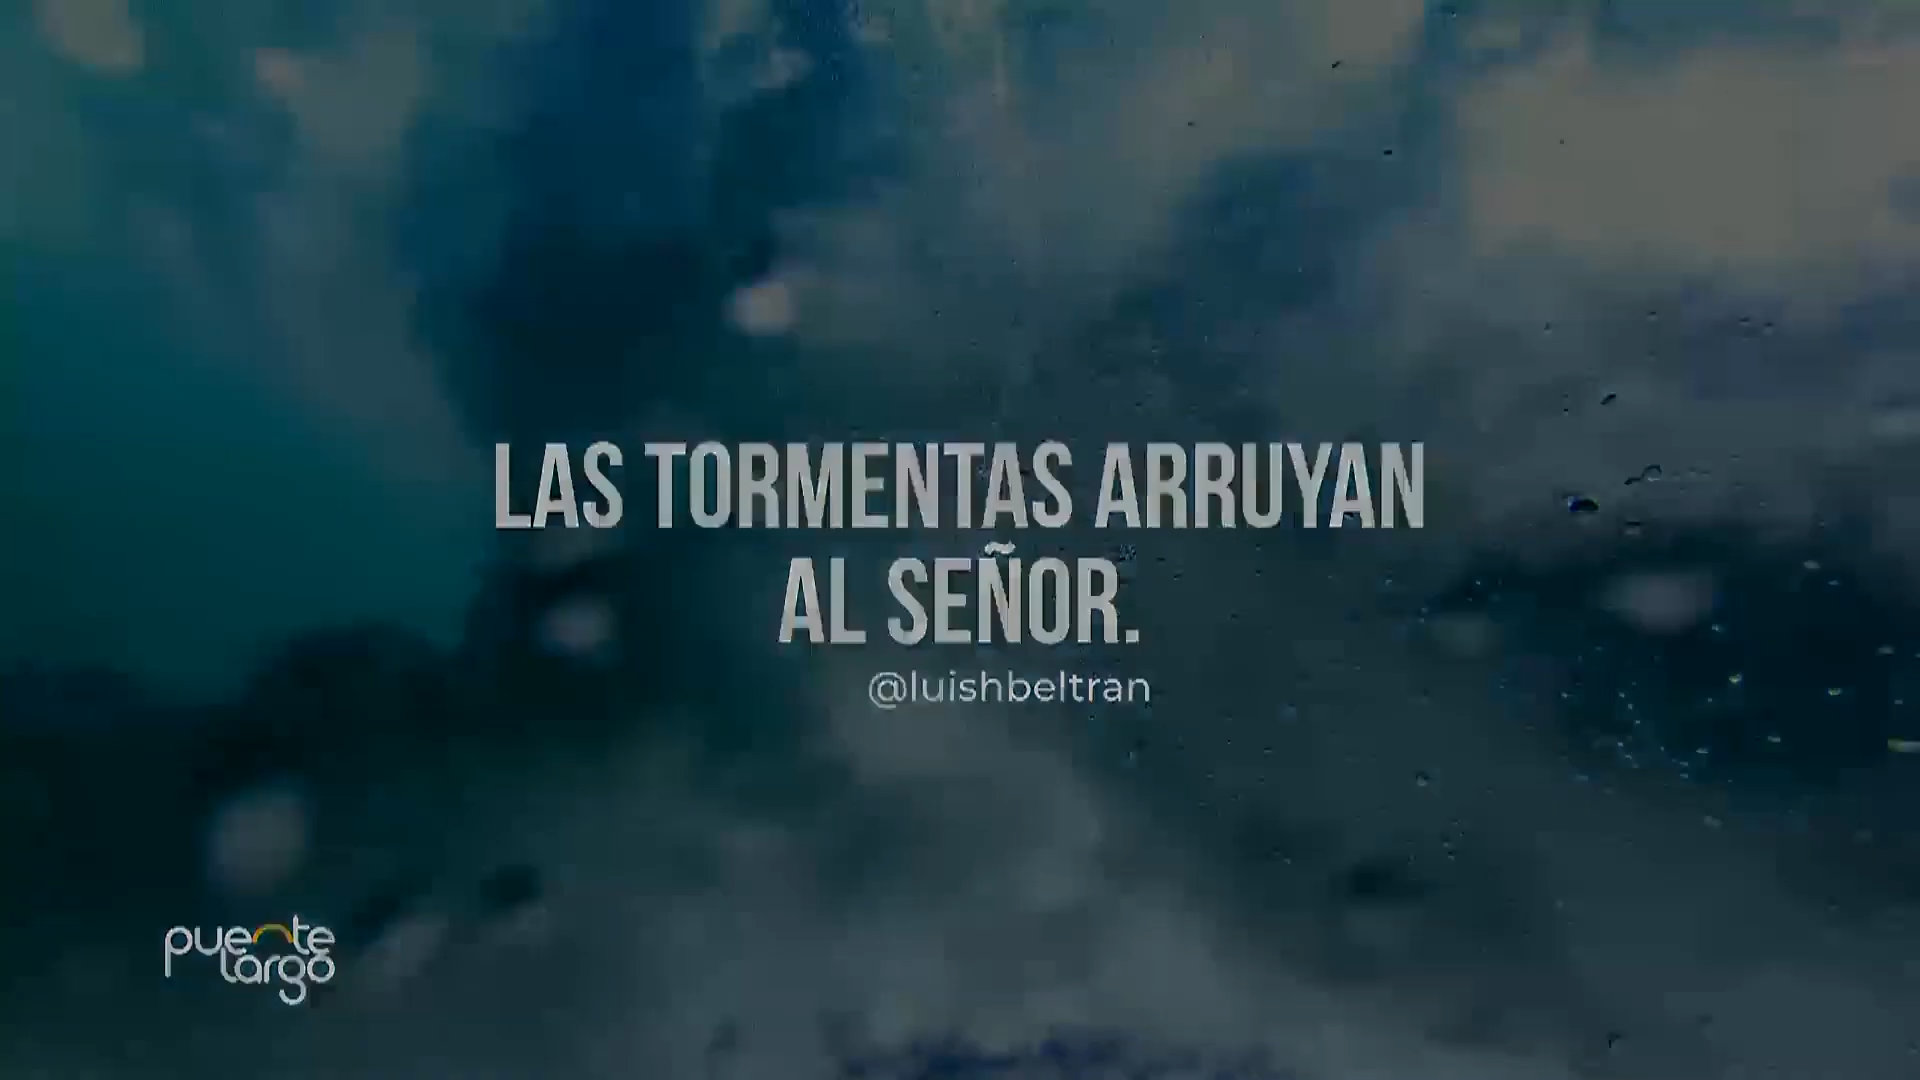 LAS TORMENTAS ARRUYAN
AL SEÑOR.
@luishbeltran
puente
largo